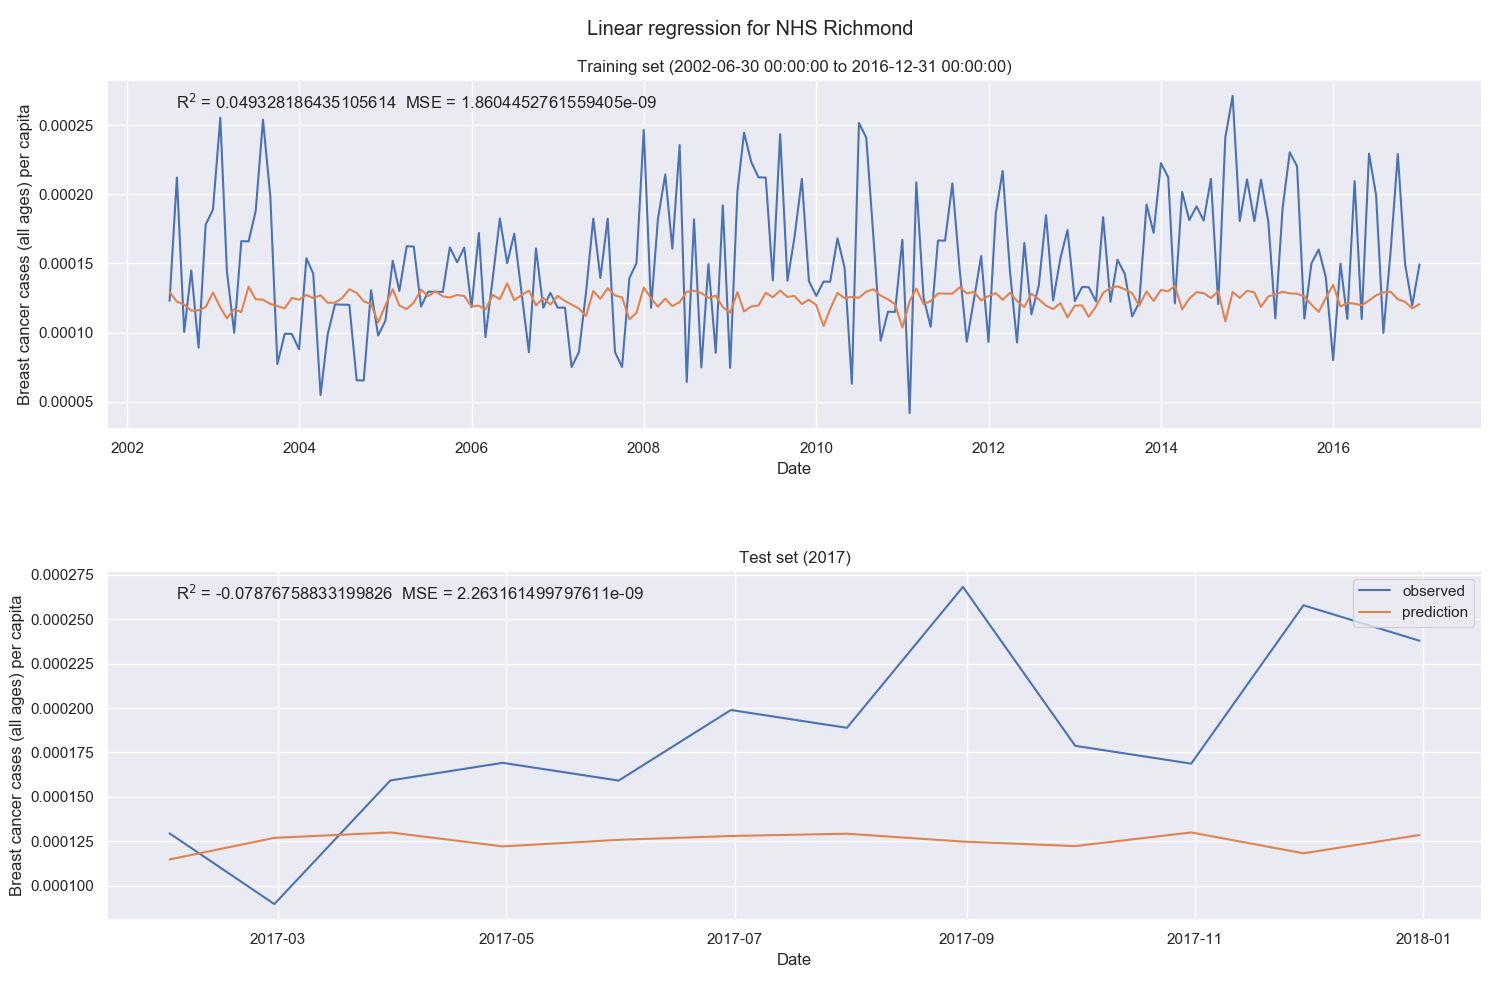 Linear regression for NHS Richmond
Training set (2002-06-30 00:00:00 to 2016-12-31 00:00:00)
R² = 0.049328186435105614 MSE = 1.8604452761559405e-09
Breast cancer cases (all ages) per capita
0.00025
0.00020
0.00015
0.00010
0.00005
2002 2004 2006 2008 2010 2012 2014 2016
Date
Test set (2017)
R² = -0.07876758833199826 MSE = 2.263161499797611e-09
observed
prediction
Breast cancer cases (all ages) per capita
0.000275
0.000250
0.000225
0.000200
0.000175
0.000150
0.000125
0.000100
2017-03 2017-05 2017-07 2017-09 2017-11 2018-01
Date